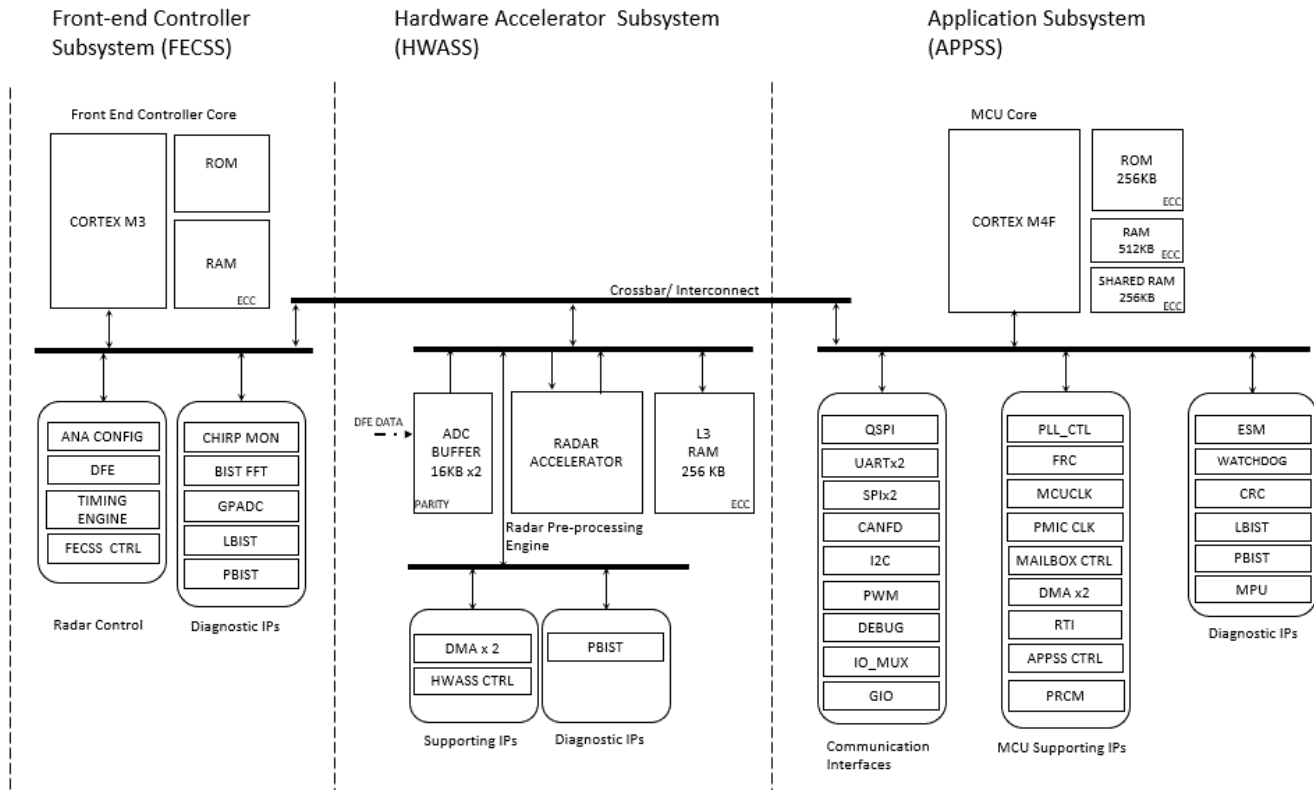 Front-end Controller
Subsystem (FECSS)
Hardware Accelerator Subsystem
(HWASS)
Application Subsystem
(APPSS)
Front End Controller Core
CORTEX M3
ROM
RAM
ECC
MCU Core
CORTEX M4F
ROM
256KB
ECC
RAM
512KB
ECC
SHARED RAM
256KB
ECC
Crossbar/ Interconnect
ANA CONFIG
DFE
TIMING
ENGINE
FECSS CTRL
Radar Control
CHIRP MON
BIST FFT
GPADC
LBIST
PBIST
Diagnostic IPs
DFE DATA
ADC
BUFFER
16KB x2
PARITY
RADAR
ACCELERATOR
Radar Pre-processing
Engine
L3
RAM
256 KB
ECC
DMA x 2
HWASS CTRL
Supporting IPs
PBIST
Diagnostic IPs
QSPI
UARTx2
SPIx2
CANFD
I2C
PWM
DEBUG
IO_MUX
GIO
Communication
Interfaces
PLL_CTL
FRC
MCUCLK
PMIC CLK
MAILBOX CTRL
DMA x2
RTI
APPSS CTRL
PRCM
MCU Supporting IPs
ESM
WATCHDOG
CRC
LBIST
PBIST
MPU
Diagnostic IPs